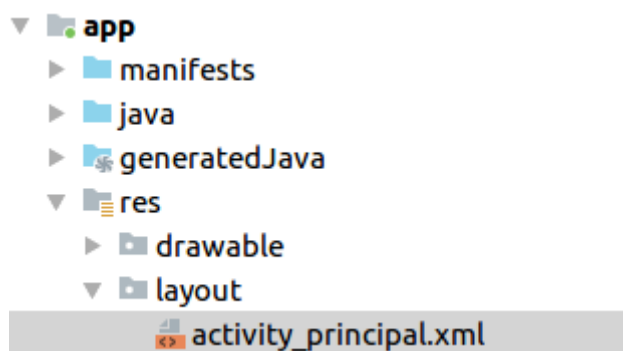 app
manifests
java
generatedJava
res
drawable
layout
activity_principal.xml